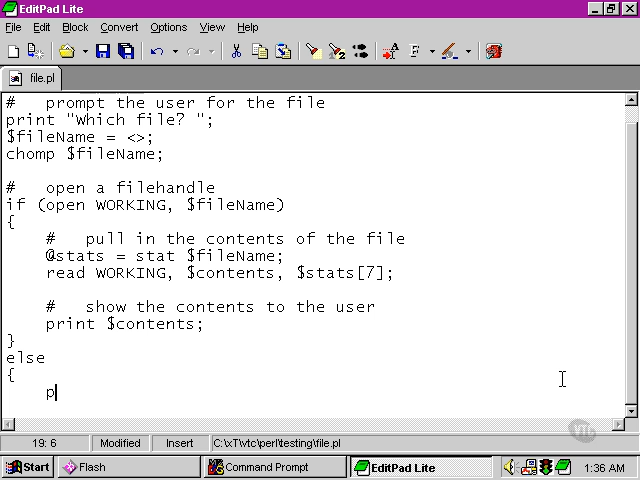 EditPad Lite
File Edit Block Convert Options View Help
file.pl
# prompt the user for the file
print "Which file? ";
$fileName = <>;
chomp $fileName;
# open a filehandle
if (open WORKING, $fileName)
{
# pull in the contents of the file
@stats = stat $fileName;
read WORKING, $contents, $stats[7];
# show the contents to the user
print $contents;
}
else
{
p
VTC
19: 6 Modified Insert C:\xT\vtc\perl\testing\file.pl
Start Flash Command Prompt EditPad Lite 1:36 AM